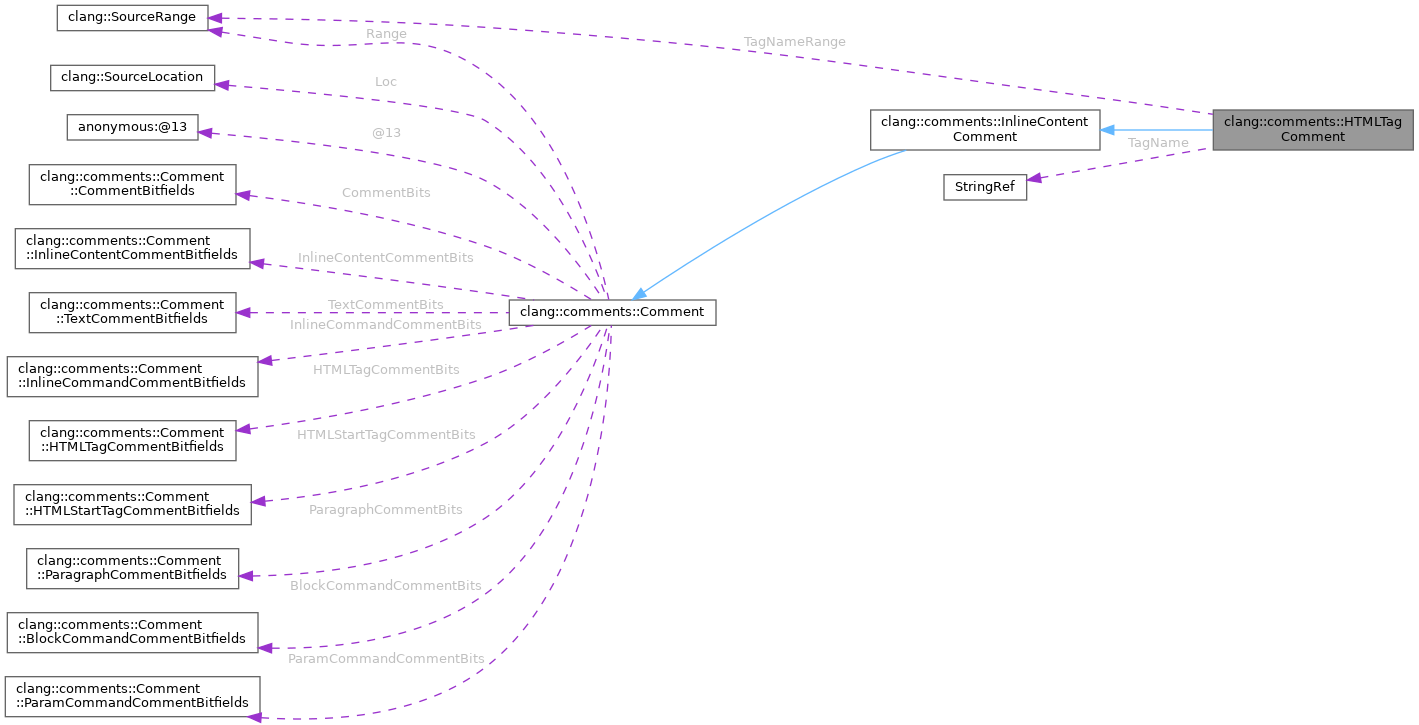 clang::SourceRange
Range
TagNameRange
clang::SourceLocation
Loc
anonymous:@13
@13
clang::comments::InlineContent
Comment
clang::comments::HTMLTag
Comment
TagName
StringRef
clang::comments::Comment
::CommentBitfields
CommentBits
clang::comments::Comment
::InlineContentCommentBitfields
InlineContentCommentBits
clang::comments::Comment
::TextCommentBitfields
TextCommentBits
clang::comments::Comment
InlineCommandCommentBits
clang::comments::Comment
::InlineCommandCommentBitfields
HTMLTagCommentBits
clang::comments::Comment
::HTMLTagCommentBitfields
HTMLStartTagCommentBits
clang::comments::Comment
::HTMLStartTagCommentBitfields
ParagraphCommentBits
clang::comments::Comment
::ParagraphCommentBitfields
BlockCommandCommentBits
clang::comments::Comment
::BlockCommandCommentBitfields
ParamCommandCommentBits
clang::comments::Comment
::ParamCommandCommentBitfields